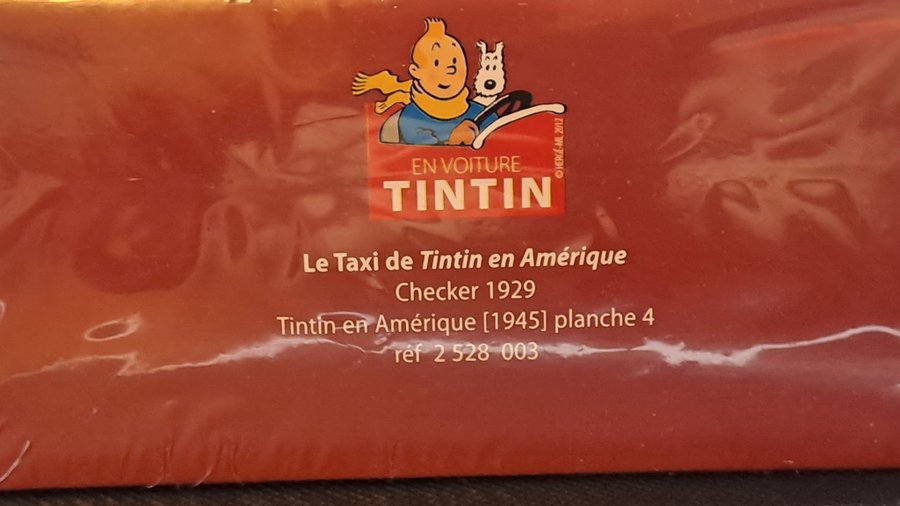 EN VOITURE
TINTIN
© HERGÉ-ML 2012
Le Taxi de Tintin en Amérique
Checker 1929
Tintin en Amérique [1945] planche 4
réf 2 528 003